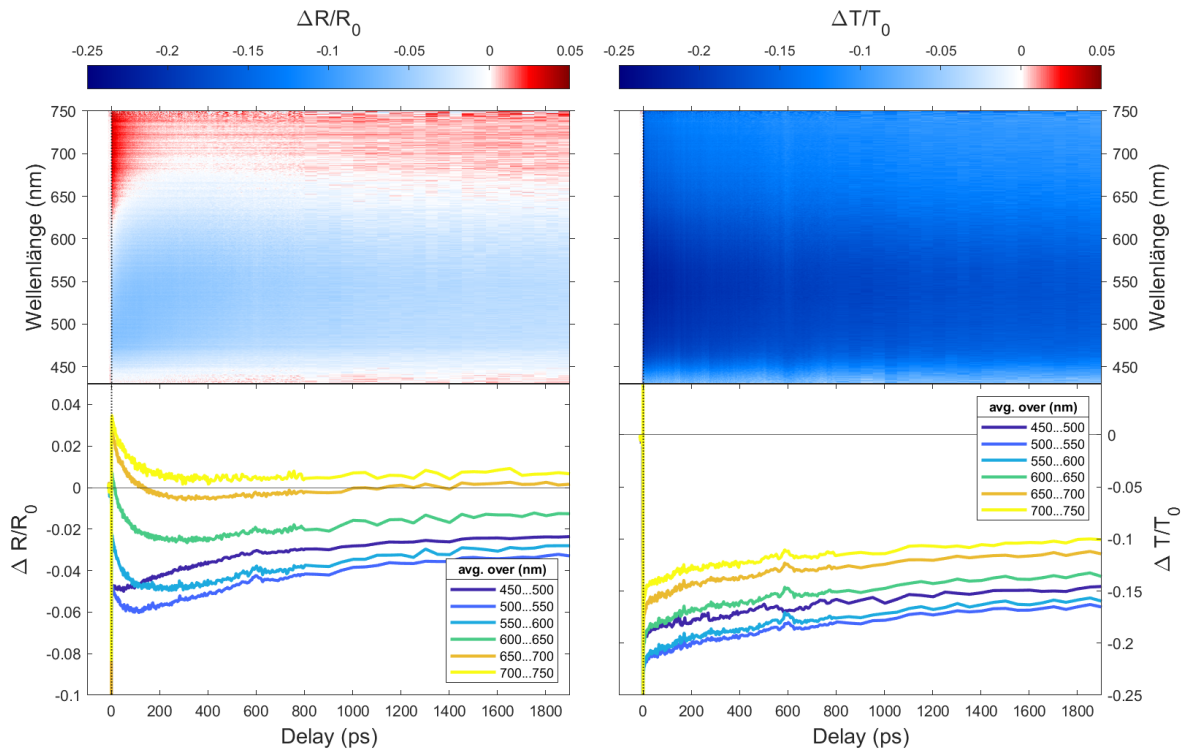 ΔR/R0
ΔT/T0
-0.25 -0.2 -0.15 -0.1 -0.05 0 0.05
-0.25 -0.2 -0.15 -0.1 -0.05 0 0.05
750
700
650
600
550
500
450
Wellenlänge (nm)
750
700
650
600
550
500
450
Wellenlänge (nm)
0.04
0.02
0
-0.02
-0.04
-0.06
-0.08
-0.1
Δ R/R0
avg. over (nm)
450...500
500...550
550...600
600...650
650...700
700...750
0 200 400 600 800 1000 1200 1400 1600 1800
Delay (ps)
avg. over (nm)
450...500
500...550
550...600
600...650
650...700
700...750
0
-0.05
-0.1
-0.15
-0.2
-0.25
Δ T/T0
0 200 400 600 800 1000 1200 1400 1600 1800
Delay (ps)